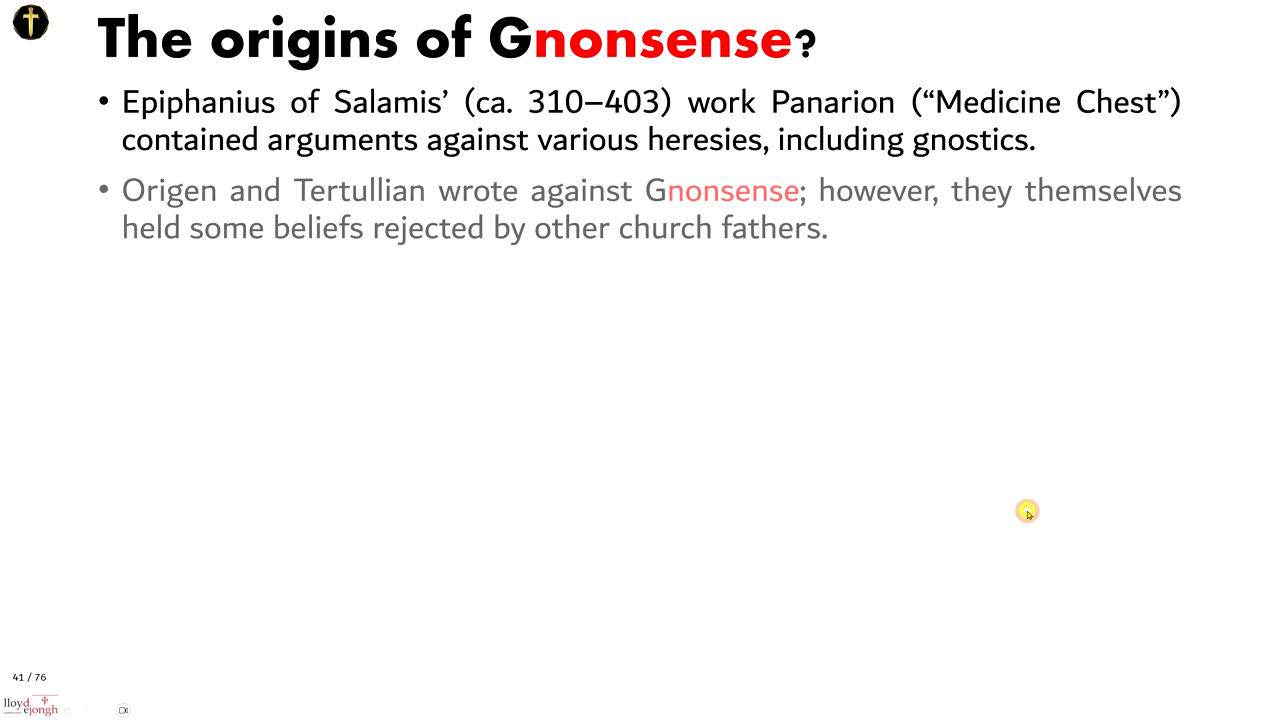 The origins of Gnonsense?
• Epiphanius of Salamis’ (ca. 310–403) work Panarion (“Medicine Chest”)
contained arguments against various heresies, including gnostics.
• Origen and Tertullian wrote against Gnonsense; however, they themselves
held some beliefs rejected by other church fathers.
41 / 76
lloyd
dejongh